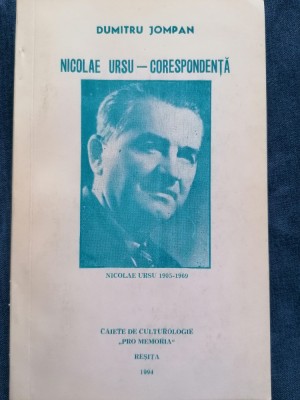 DUMITRU JOMPAN
NICOLAE URSU — CORESPONDENȚĂ
NICOLAE URSU 1905-1969
CAIETE DE CULTUROLOGIE
„PRO MEMORIA"
REȘIȚA
1994